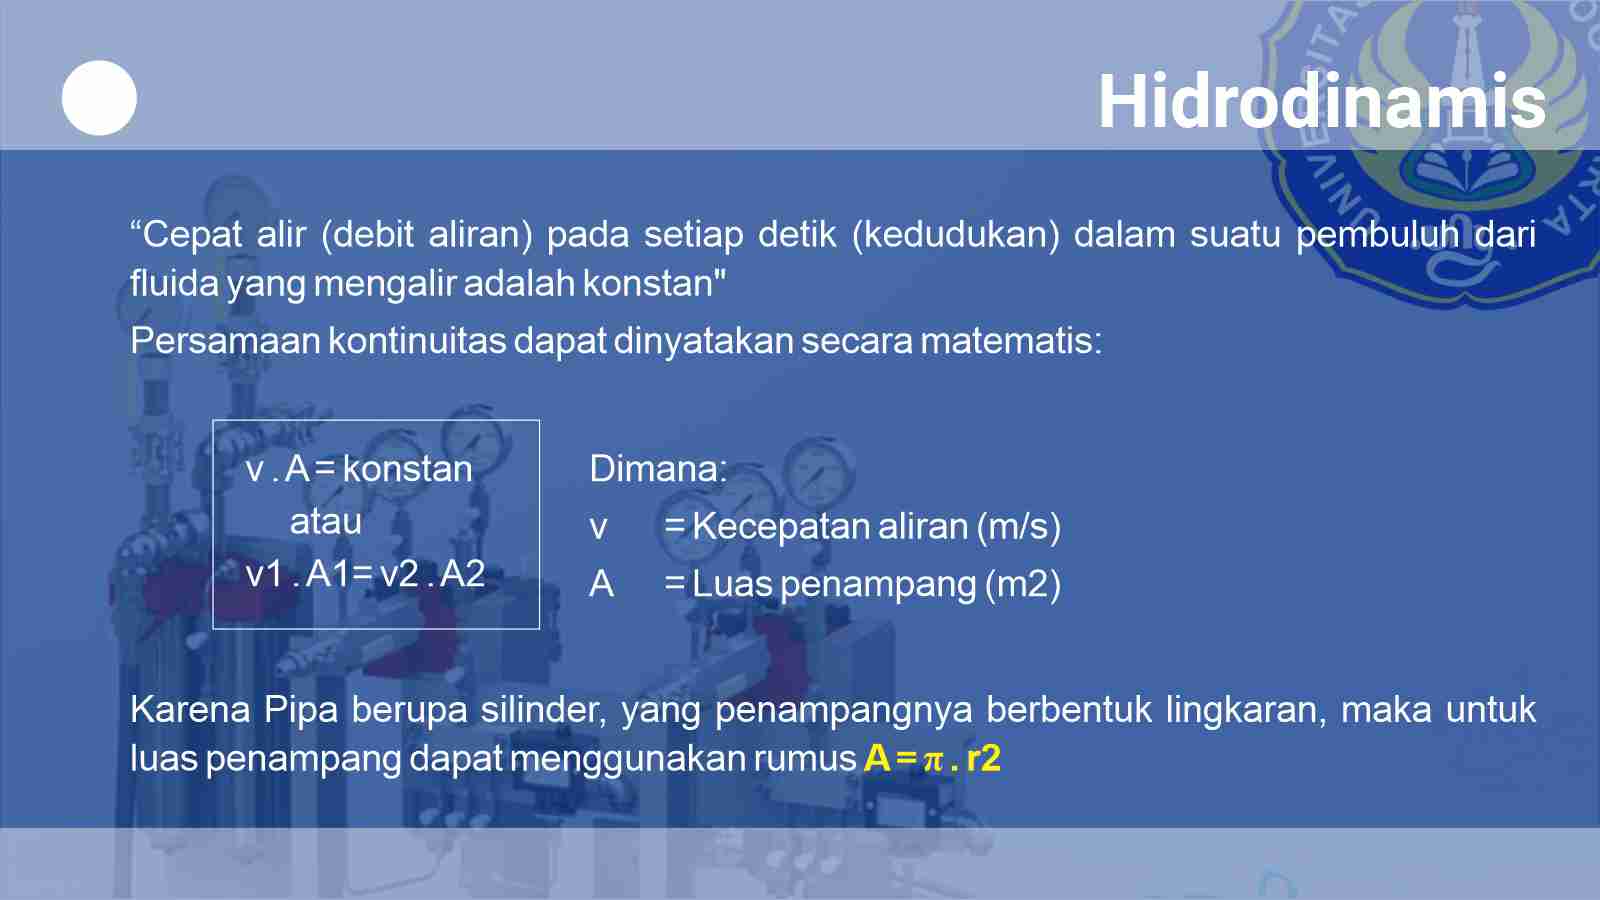 Hidrodinamis
“Cepat alir (debit aliran) pada setiap detik (kedudukan) dalam suatu pembuluh dari
fluida yang mengalir adalah konstan"
Persamaan kontinuitas dapat dinyatakan secara matematis:
v . A = konstan
atau
v1 . A1= v2 . A2
Dimana:
v = Kecepatan aliran (m/s)
A = Luas penampang (m2)
Karena Pipa berupa silinder, yang penampangnya berbentuk lingkaran, maka untuk
luas penampang dapat menggunakan rumus A = π . r2